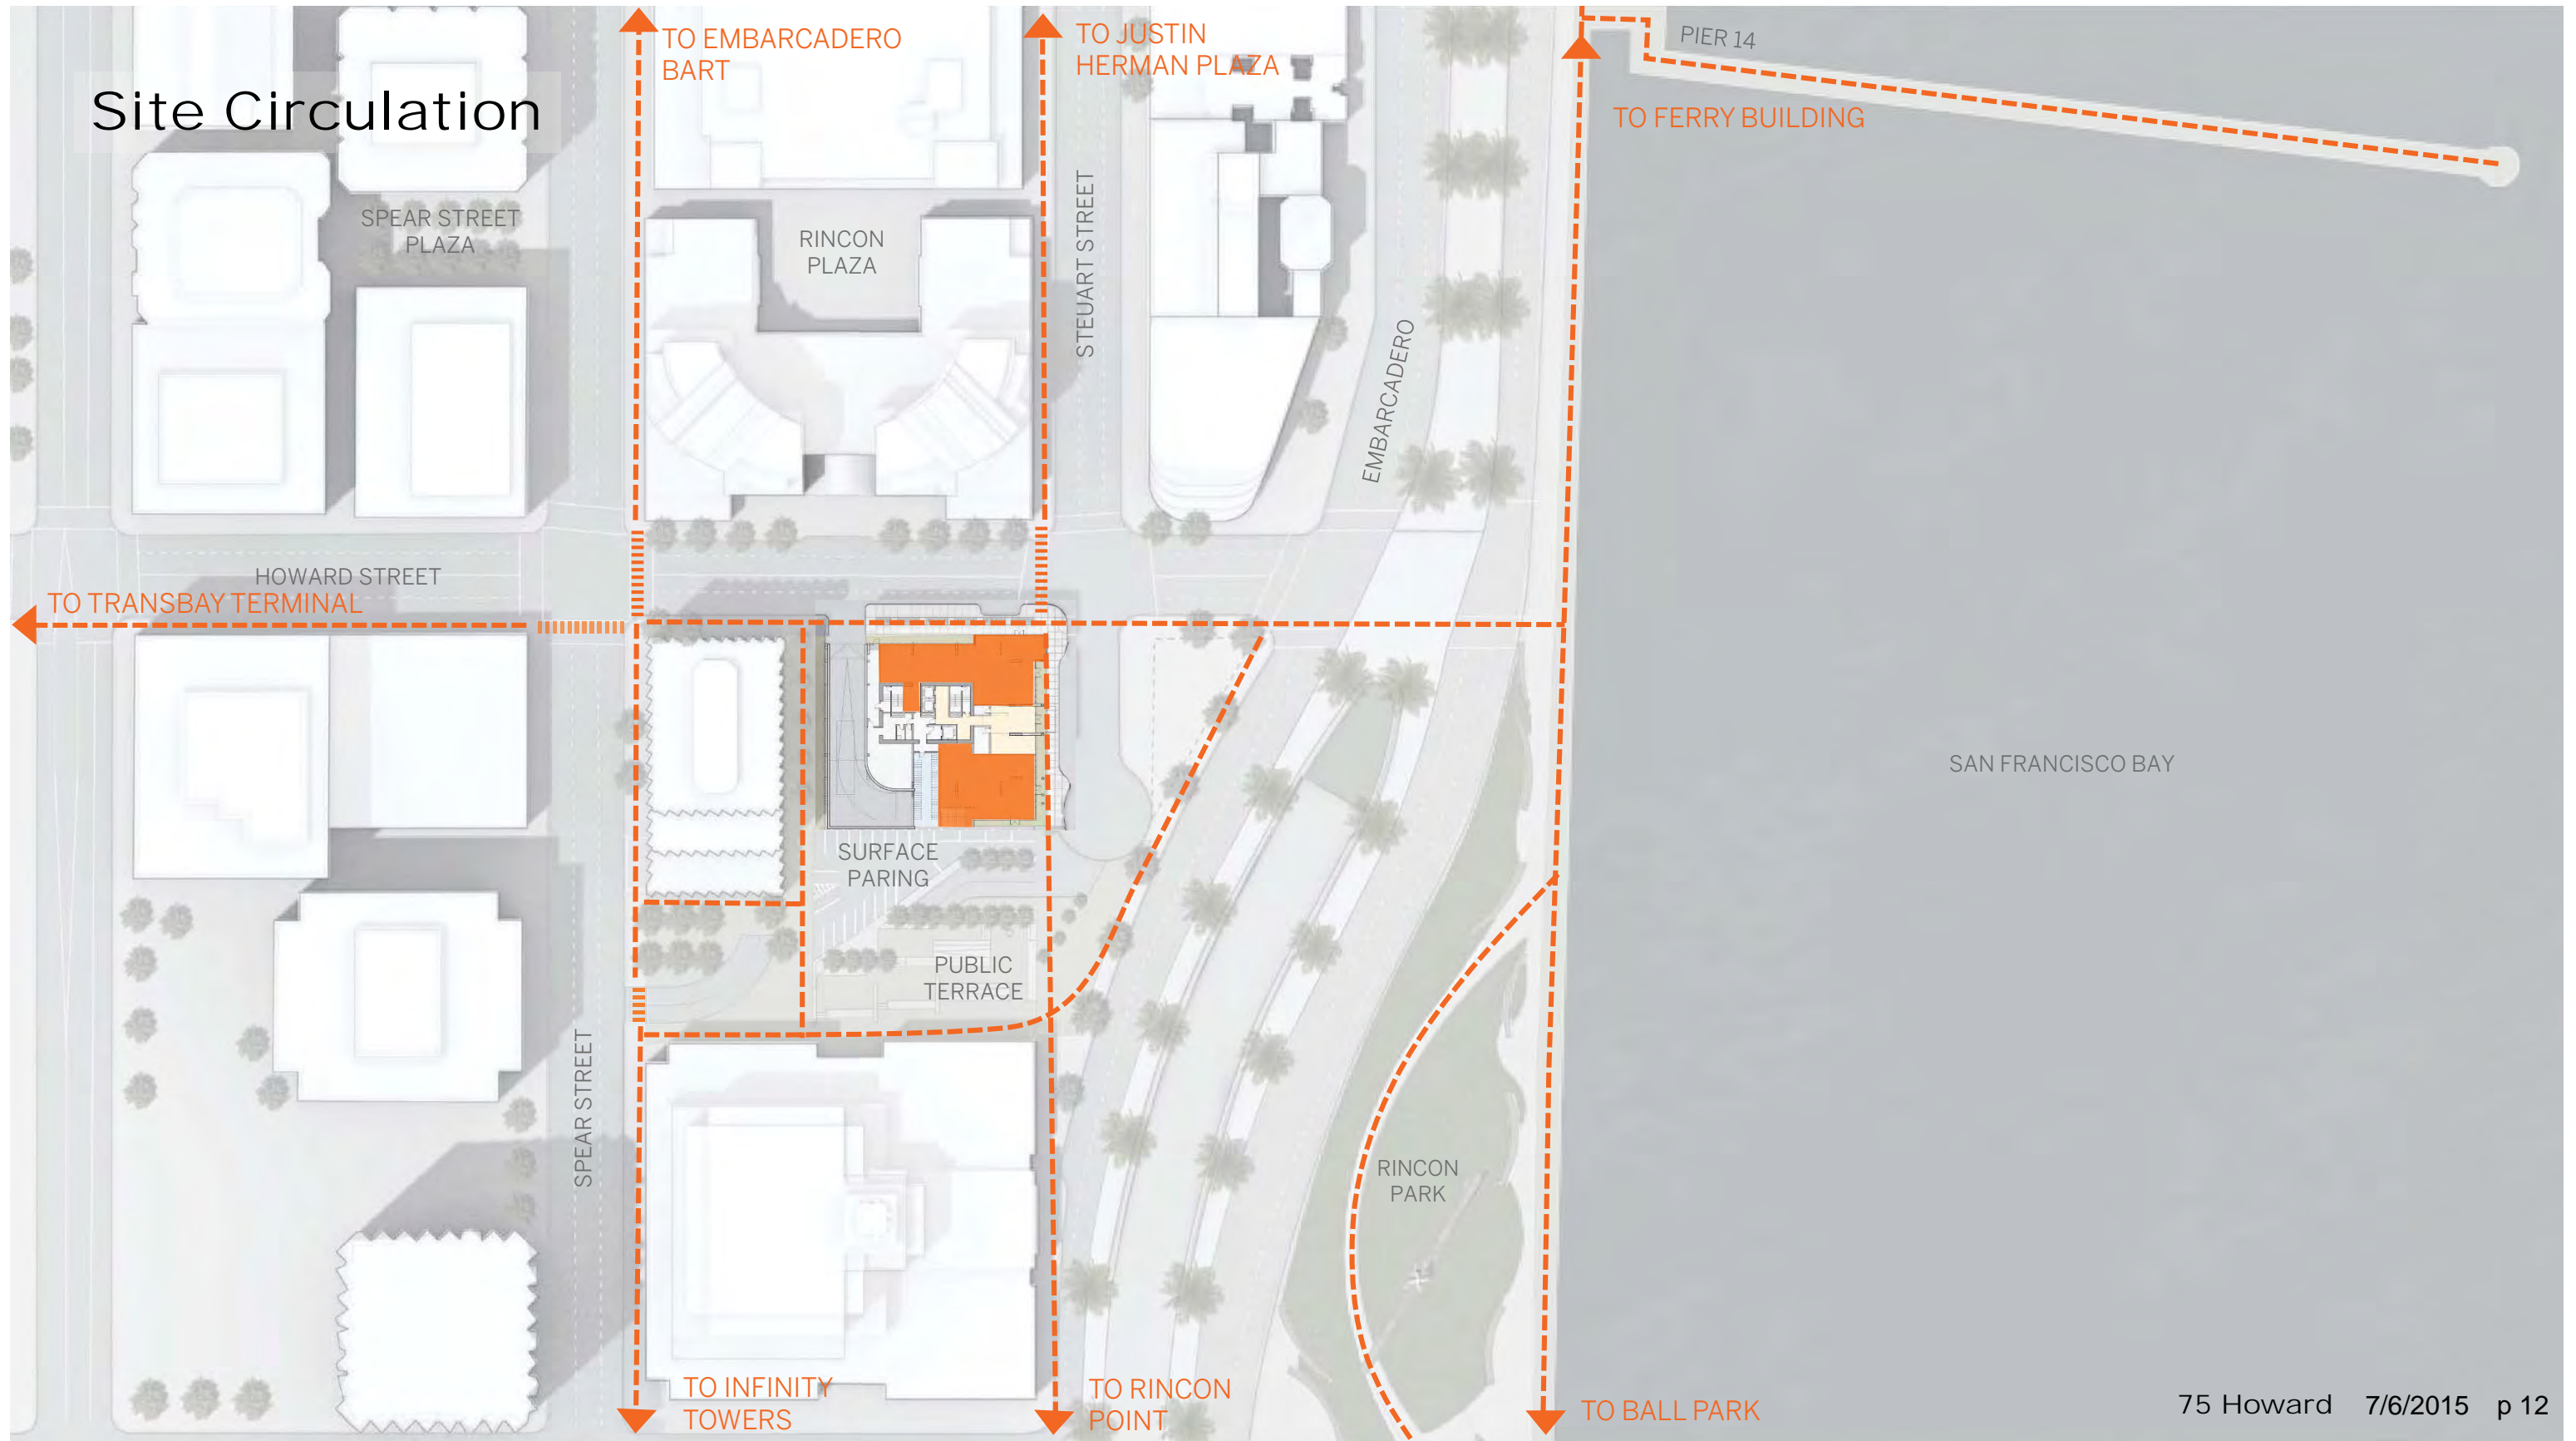 Site Circulation
TO EMBARCADERO
BART
TO JUSTIN
HERMAN PLAZA
PIER 14
TO FERRY BUILDING
SPEAR STREET
PLAZA
RINCON
PLAZA
STEUART STREET
EMBARCADERO
HOWARD STREET
TO TRANSBAY TERMINAL
SAN FRANCISCO BAY
SURFACE
PARING
PUBLIC
TERRACE
SPEAR STREET
RINCON
PARK
TO INFINITY
TOWERS
TO RINCON
POINT
TO BALL PARK
75 Howard 7/6/2015 p 12